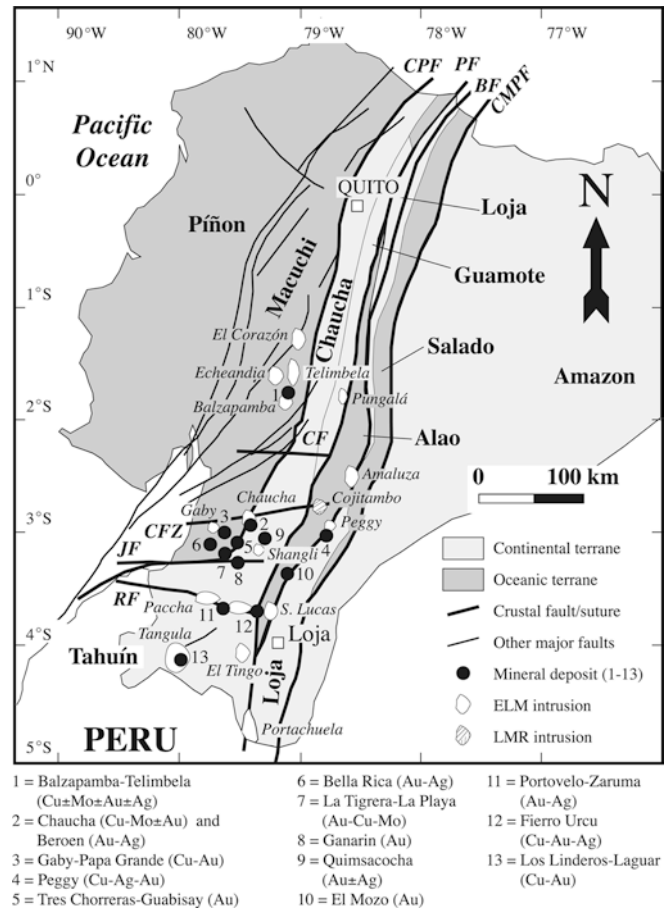 90°W 79°W 78°W 77°W
1°N
0°
1°S
2°S
3°S
4°S
5°S
CPF
PF
BF
CMPF
Pacific
Ocean
QUITO
N
Píñon
Loja
Macuchi
Guamote
Chaucha
El Corazón
Salado
Echeandia
Telimbela
Amazon
1
Balzapamba
Pungalá
CF
Alao
Amaluza
0 100 km
Chaucha
Cojitambo
Gaby
3
2
Peggy
CFZ
9
4
6
5
Shangli
JF
7
8
10
RF
Paccha
11
12
S. Lucas
Tangula
Loja
Tahuín
13
El Tingo
Loja
Portachuela
PERU
Continental terrane
Oceanic terrane
Crustal fault/suture
Other major faults
Mineral deposit (1-13)
ELM intrusion
LMR intrusion
1 = Balzapamba-Telimbela
(Cu±Mo±Au±Ag)
2 = Chaucha (Cu-Mo±Au) and
Beroen (Au-Ag)
3 = Gaby-Papa Grande (Cu-Au)
4 = Peggy (Cu-Ag-Au)
5 = Tres Chorreras-Guabisay (Au)
6 = Bella Rica (Au-Ag)
7 = La Tigrera-La Playa
(Au-Cu-Mo)
8 = Ganarin (Au)
9 = Quimsacocha
(Au±Ag)
10 = El Mozo (Au)
11 = Portovelo-Zaruma
(Au-Ag)
12 = Fierro Urcu
(Cu-Au-Ag)
13 = Los Linderos-Laguar
(Cu-Au)